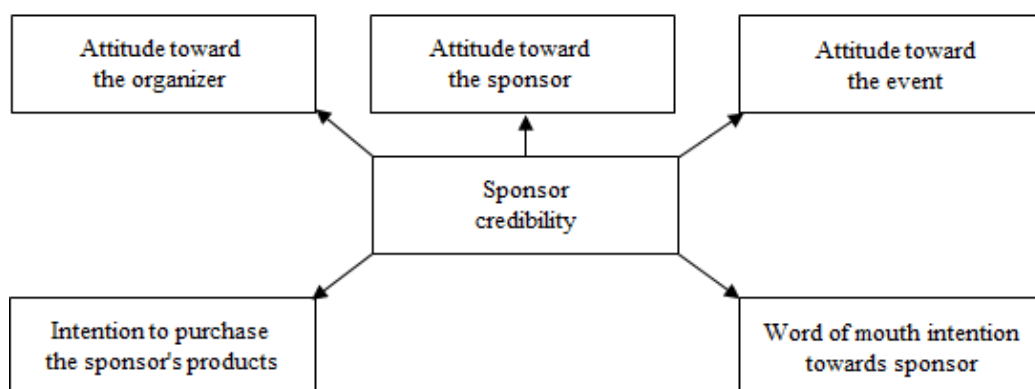 Attitude toward
the organizer
Attitude toward
the sponsor
Attitude toward
the event
Sponsor
credibility
Intention to purchase
the sponsor's products
Word of mouth intention
towards sponsor